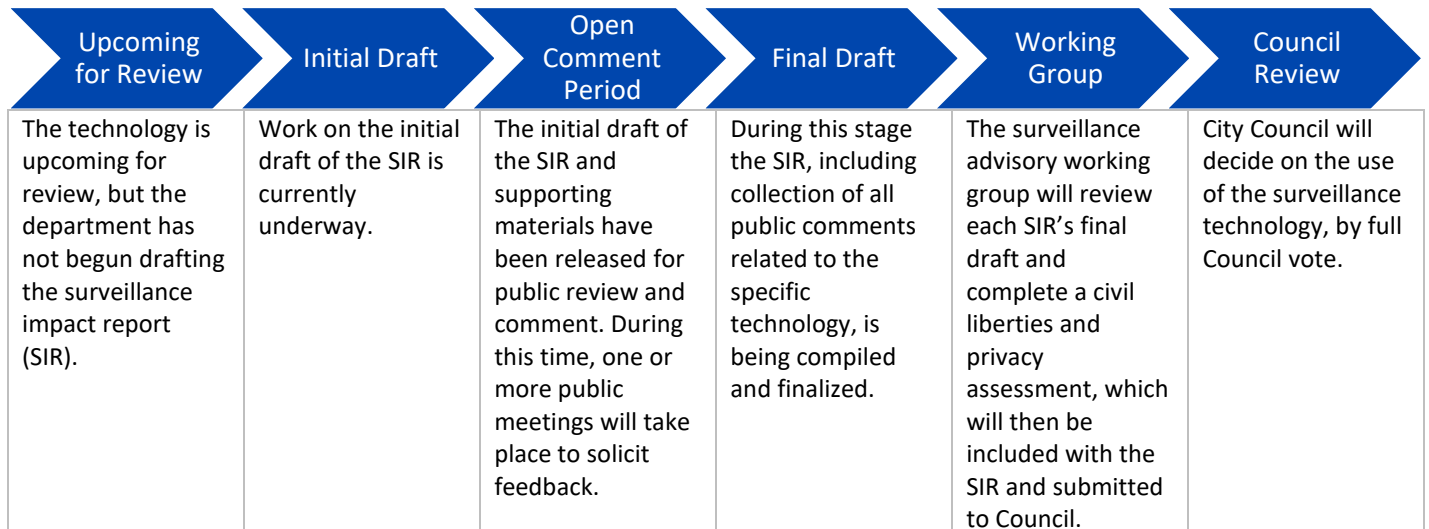 Upcoming
for Review
Initial Draft
Open
Comment
Period
Final Draft
Working
Group
Council
Review
The technology is
upcoming for
review, but the
department has
not begun drafting
the surveillance
impact report
(SIR).
Work on the initial
draft of the SIR is
currently
underway.
The initial draft of
the SIR and
supporting
materials have
been released for
public review and
comment. During
this time, one or
more public
meetings will take
place to solicit
feedback.
During this stage
the SIR, including
collection of all
public comments
related to the
specific
technology, is
being compiled
and finalized.
The surveillance
advisory working
group will review
each SIR’s final
draft and
complete a civil
liberties and
privacy
assessment, which
will then be
included with the
SIR and submitted
to Council.
City Council will
decide on the use
of the surveillance
technology, by full
Council vote.